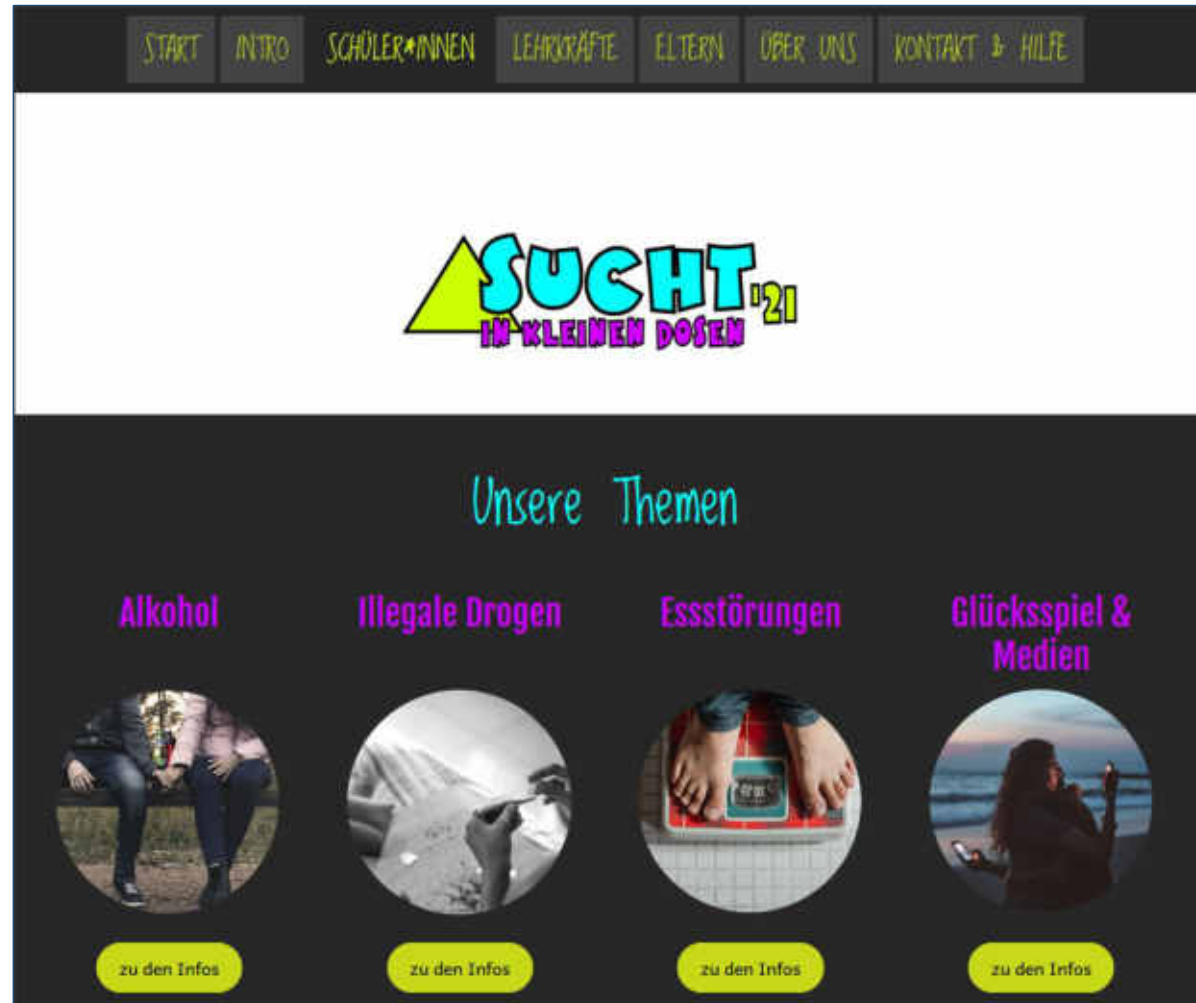 START INTRO SCHÜLER*INNEN LEHRKRÄFTE ELTERN ÜBER UNS KONTAKT & HILFE
SUCHT '21
IN KLEINEN DOSEN
Unsere Themen
Alkohol Illegale Drogen Essstörungen Glücksspiel &
Medien
zu den Infos zu den Infos zu den Infos zu den Infos